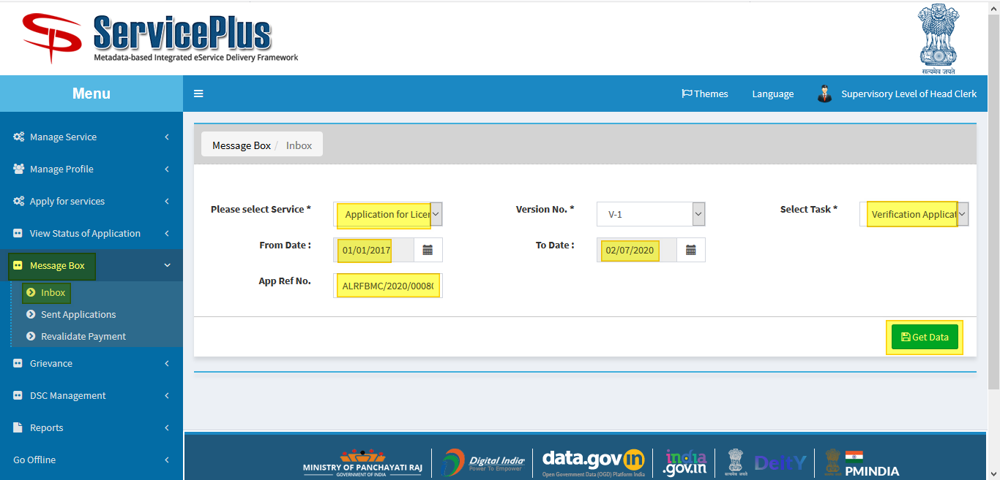 ServicePlus
Metadata-based Integrated eService Delivery Framework
सत्यमेव जयते
Menu
Themes
Language
Supervisory Level of Head Clerk
Manage Service
Manage Profile
Apply for services
View Status of Application
Message Box
Inbox
Sent Applications
Revalidate Payment
Grievance
DSC Management
Reports
Go Offline
Message Box / Inbox
Please select Service *
Application for Licen
Version No. *
V-1
Select Task *
Verification Applicat
From Date :
01/01/2017
To Date :
02/07/2020
App Ref No.
ALRFBMC/2020/0008
Get Data
MINISTRY OF PANCHAYATI RAJ
GOVERNMENT OF INDIA
Digital India
Power To Empower
data.gov in
Open Government Data (OGD) Platform India
india
.gov.in
सत्यमेव जयते
DeitY
PMINDIA